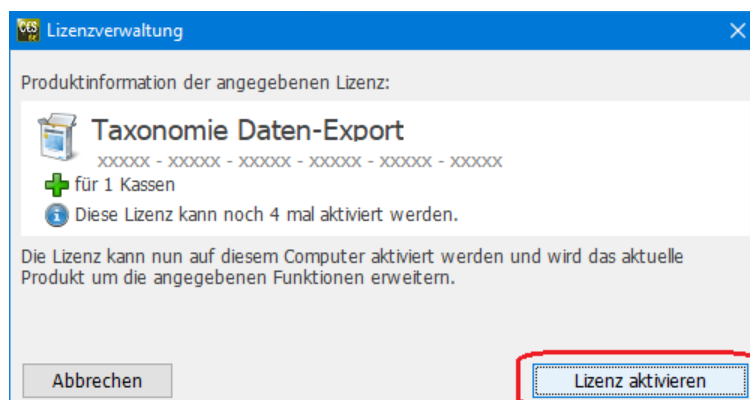 Lizenzverwaltung
Produktinformation der angegebenen Lizenz:
Taxonomie Daten-Export
xxxxx - xxxxx - xxxxx - xxxxx - xxxxx - xxxxx
für 1 Kassen
Diese Lizenz kann noch 4 mal aktiviert werden.
Die Lizenz kann nun auf diesem Computer aktiviert werden und wird das aktuelle
Produkt um die angegebenen Funktionen erweitern.
Abbrechen
Lizenz aktivieren